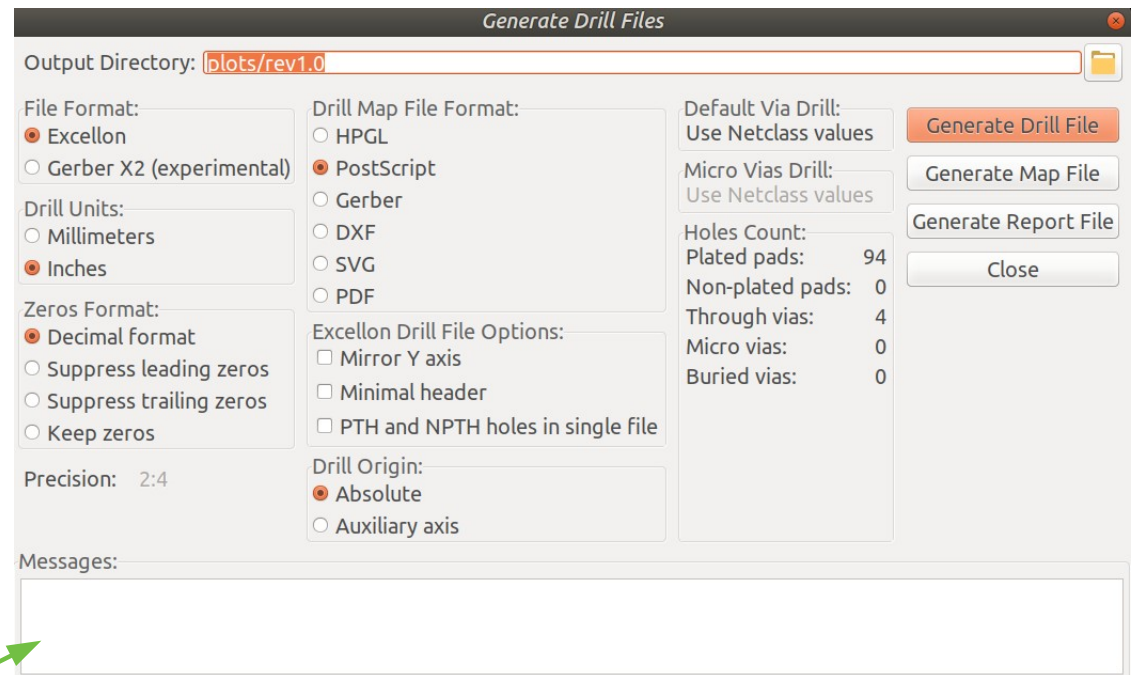 Generate Drill Files
Output Directory: plots/rev1.0
File Format:
Excellon
Gerber X2 (experimental)
Drill Units:
Millimeters
Inches
Zeros Format:
Decimal format
Suppress leading zeros
Suppress trailing zeros
Keep zeros
Precision: 2:4
Drill Map File Format:
HPGL
PostScript
Gerber
DXF
SVG
PDF
Excellon Drill File Options:
Mirror Y axis
Minimal header
PTH and NPTH holes in single file
Drill Origin:
Absolute
Auxiliary axis
Default Via Drill:
Use Netclass values
Micro Vias Drill:
Use Netclass values
Holes Count:
Plated pads: 94
Non-plated pads: 0
Through vias: 4
Micro vias: 0
Buried vias: 0
Generate Drill File
Generate Map File
Generate Report File
Close
Messages: